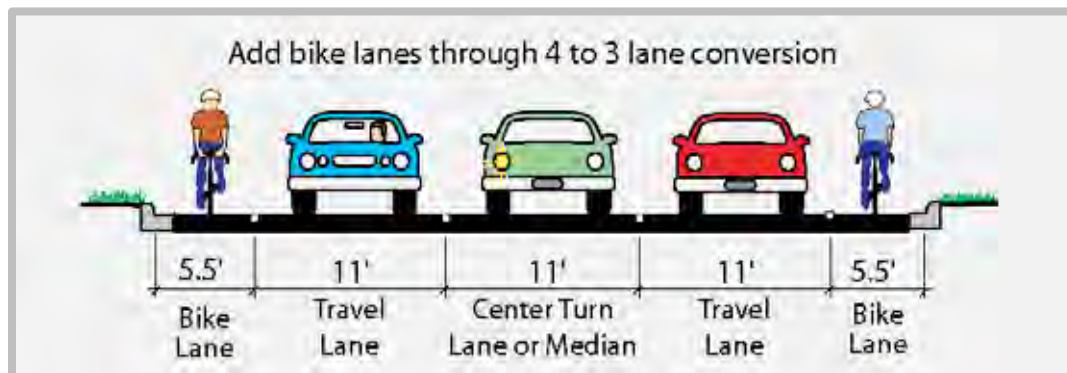 Add bike lanes through 4 to 3 lane conversion
5.5' 11' 11' 11' 5.5'
Bike Lane
Travel Lane
Center Turn Lane or Median
Travel Lane
Bike Lane